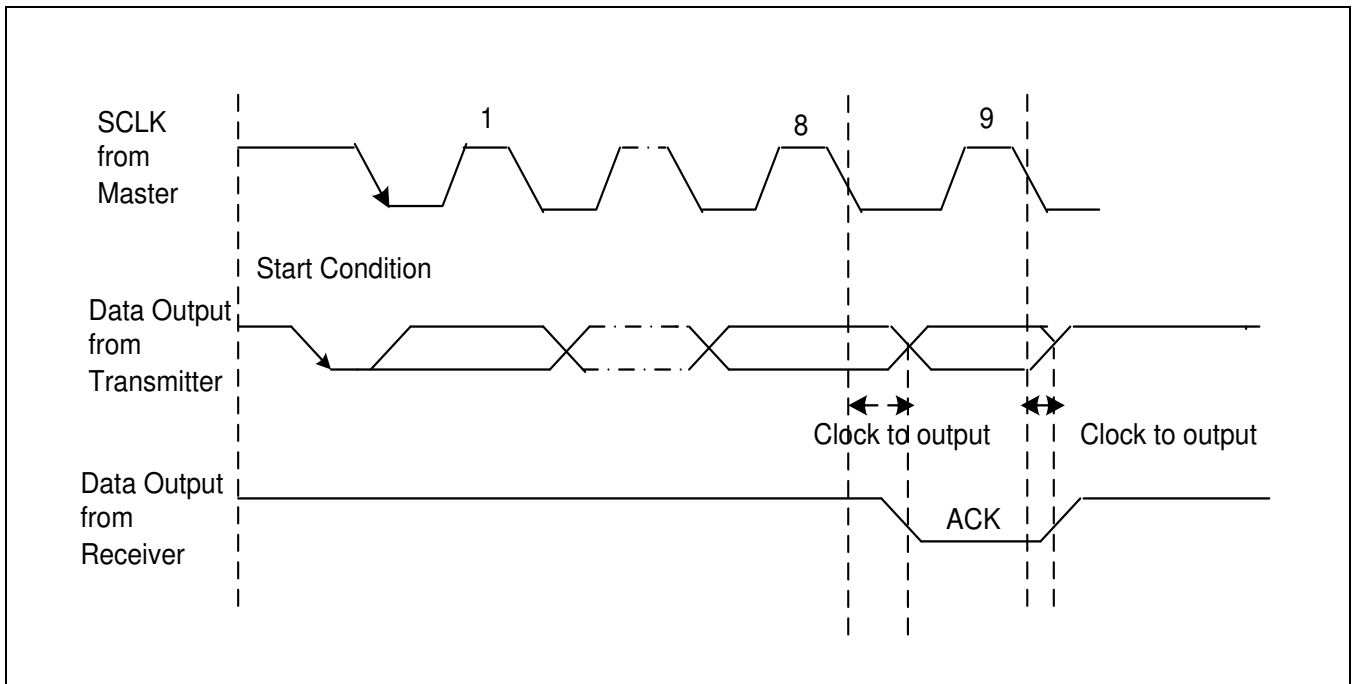 SCLK
from
Master
1
8
9
Start Condition
Data Output
from
Transmitter
Clock to output
Clock to output
Data Output
from
Receiver
ACK